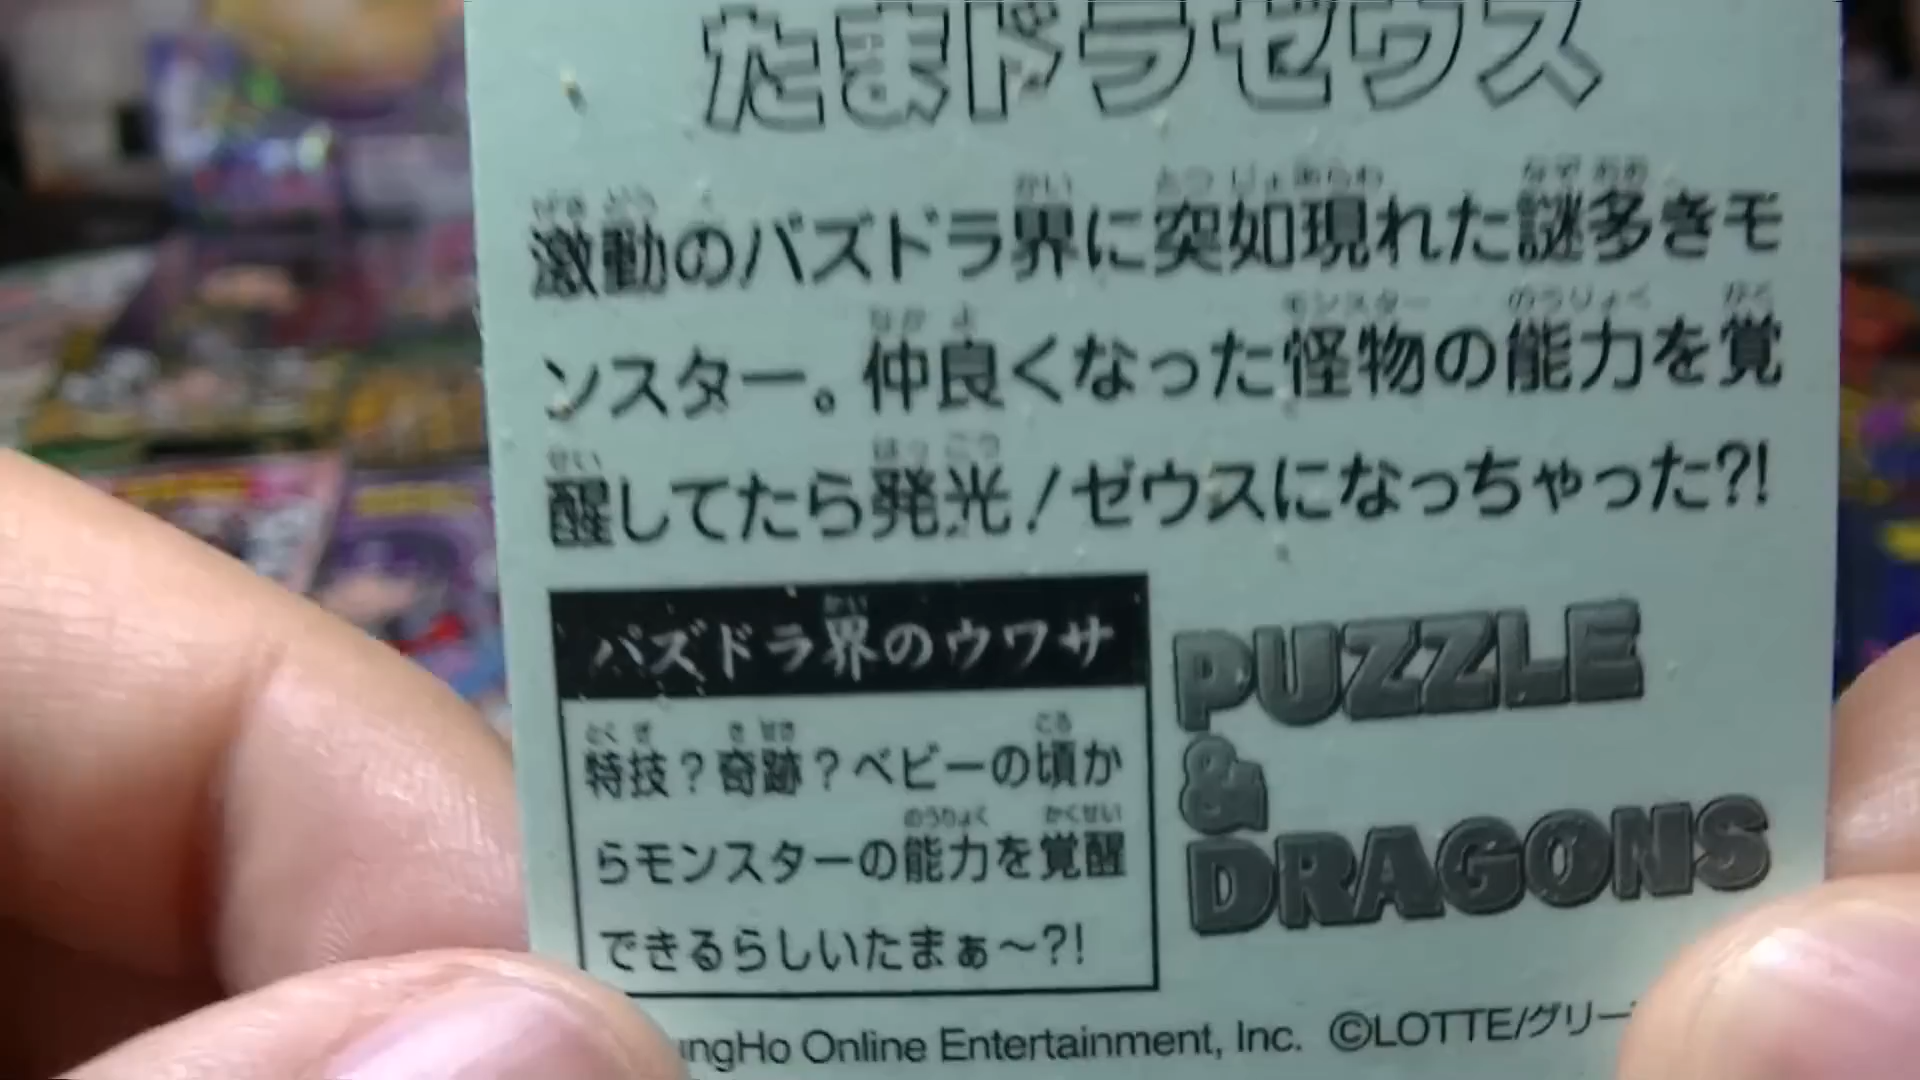 たまドラゼウス
激動のパズドラ界に突如現れた謎多きモ
ンスター。仲良くなった怪物の能力を覚
醒してたら発光!ゼウスになっちゃった?!
パズドラ界のウワサ
特技?奇跡?ベビーの頃か
らモンスターの能力を覚醒
できるらしいたまぁ〜?!
PUZZLE
&
DRAGONS
ungHo Online Entertainment, Inc. ©LOTTE/グリー